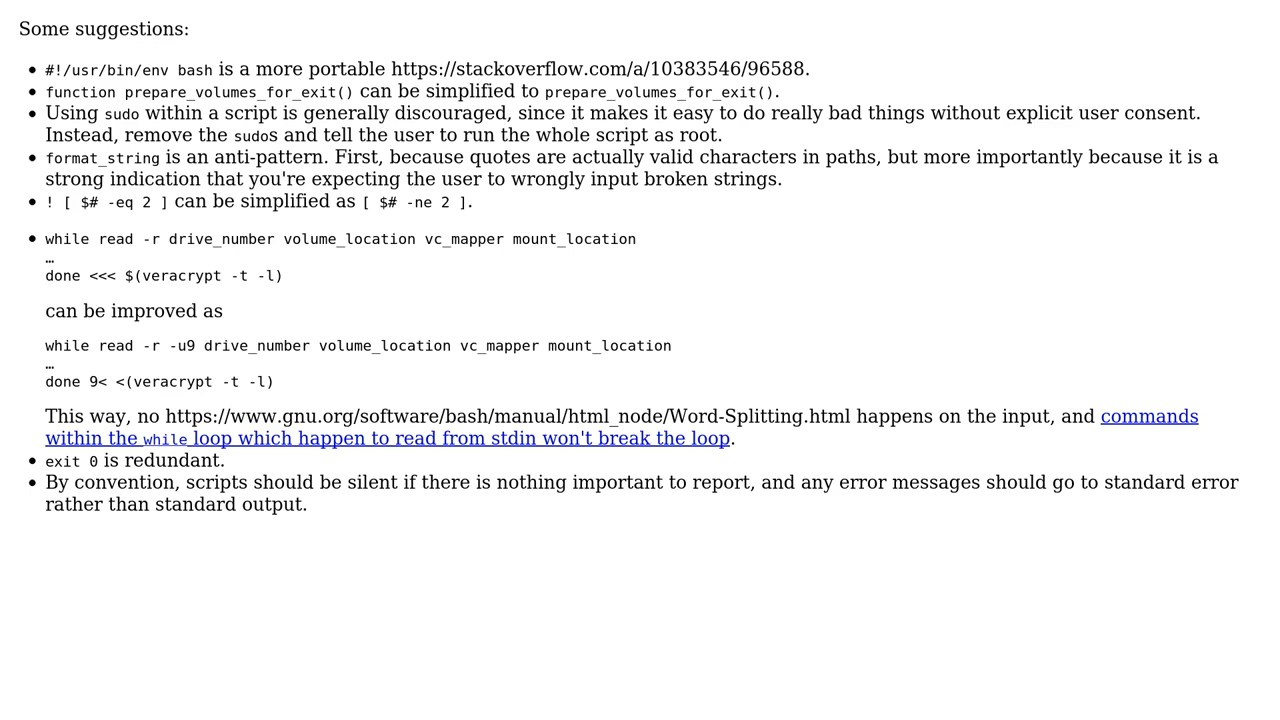 Some suggestions:
#!/usr/bin/env bash is a more portable https://stackoverflow.com/a/10383546/96588.
function prepare_volumes_for_exit() can be simplified to prepare_volumes_for_exit().
Using sudo within a script is generally discouraged, since it makes it easy to do really bad things without explicit user consent.
Instead, remove the sudos and tell the user to run the whole script as root.
format_string is an anti-pattern. First, because quotes are actually valid characters in paths, but more importantly because it is a
strong indication that you're expecting the user to wrongly input broken strings.
! [ $# -eq 2 ] can be simplified as [ $# -ne 2 ].
while read -r drive_number volume_location vc_mapper mount_location
…
done <<< $(veracrypt -t -l)
can be improved as
while read -r -u9 drive_number volume_location vc_mapper mount_location
…
done 9< <(veracrypt -t -l)
This way, no https://www.gnu.org/software/bash/manual/html_node/Word-Splitting.html happens on the input, and commands
within the while loop which happen to read from stdin won't break the loop.
exit 0 is redundant.
By convention, scripts should be silent if there is nothing important to report, and any error messages should go to standard error
rather than standard output.